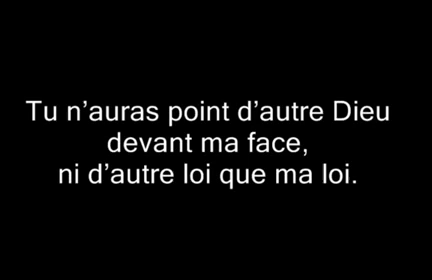 Tu n’auras point d’autre Dieu
devant ma face,
ni d’autre loi que ma loi.